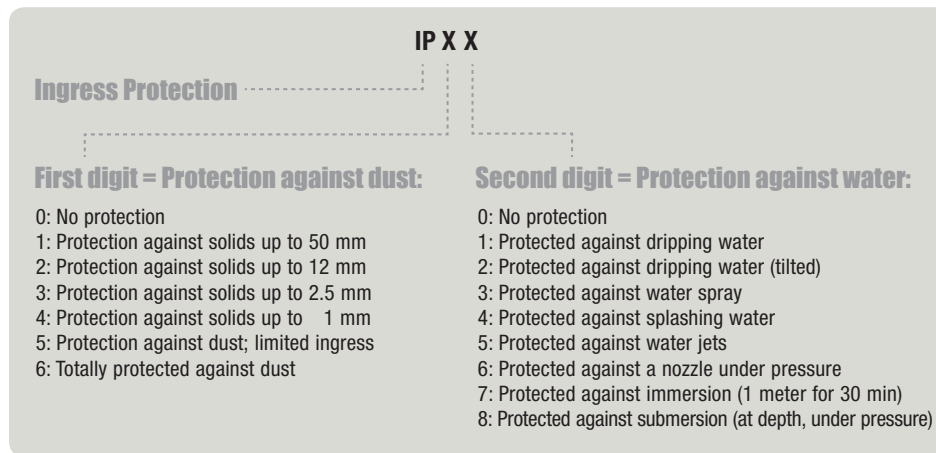 IP X X
Ingress Protection
First digit = Protection against dust:
0: No protection
1: Protection against solids up to 50 mm
2: Protection against solids up to 12 mm
3: Protection against solids up to 2.5 mm
4: Protection against solids up to 1 mm
5: Protection against dust; limited ingress
6: Totally protected against dust
Second digit = Protection against water:
0: No protection
1: Protected against dripping water
2: Protected against dripping water (tilted)
3: Protected against water spray
4: Protected against splashing water
5: Protected against water jets
6: Protected against a nozzle under pressure
7: Protected against immersion (1 meter for 30 min)
8: Protected against submersion (at depth, under pressure)